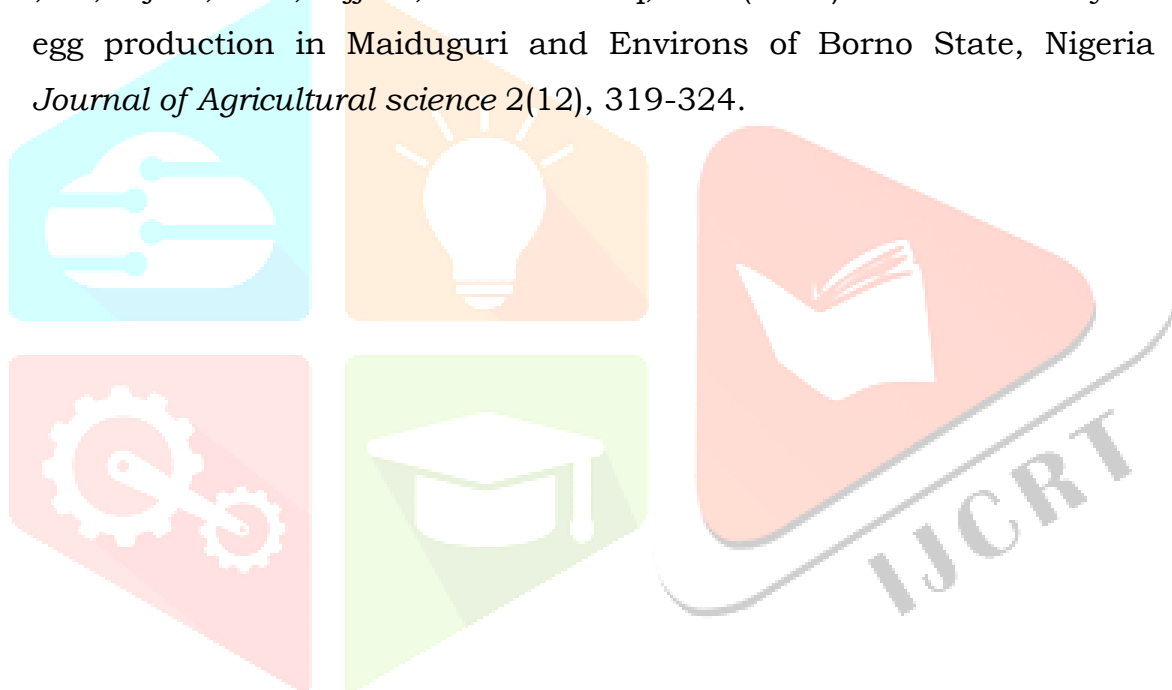 egg production in Maiduguri and Environs of Borno State, Nigeria
Journal of Agricultural science 2(12), 319-324.
IJCRT